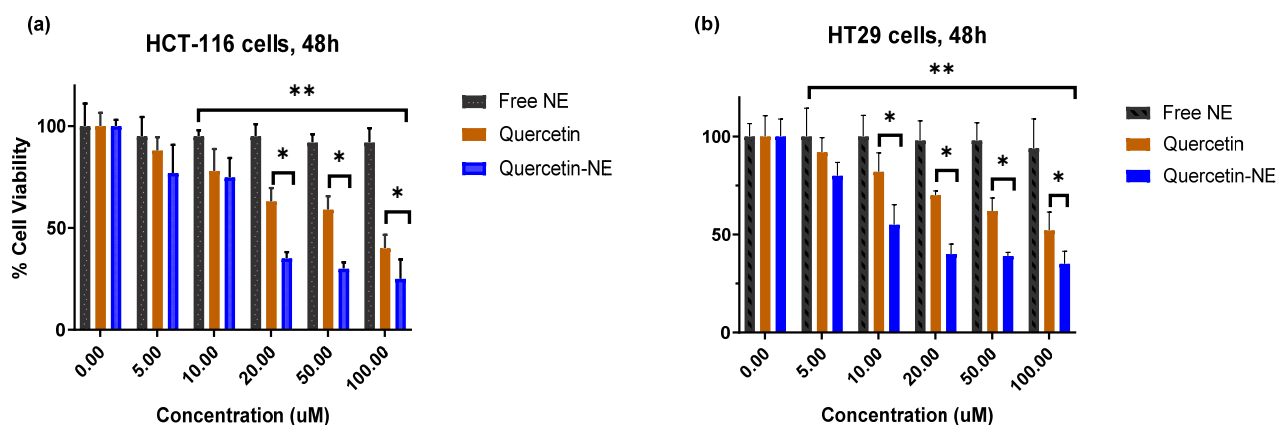 (a)
HCT-116 cells, 48h
% Cell Viability
100
50
0
**
*
*
*
0.00
5.00
10.00
20.00
50.00
100.00
Concentration (uM)
Free NE
Quercetin
Quercetin-NE
(b)
HT29 cells, 48h
100
50
0
**
*
*
*
*
0.00
5.00
10.00
20.00
50.00
100.00
Concentration (uM)
Free NE
Quercetin
Quercetin-NE